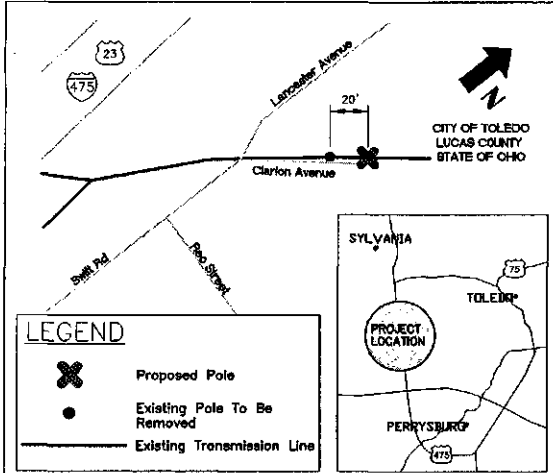 23
475
Lancaster Avenue
20'
N
CITY OF TOLEDO
LUCAS COUNTY
STATE OF OHIO
Clarion Avenue
Swift Rd
Reo Street
SYLVANIA
75
TOLEDO
PROJECT
LOCATION
PERRYSBURG
475
LEGEND
Proposed Pole
Existing Pole To Be
Removed
Existing Transmission Line